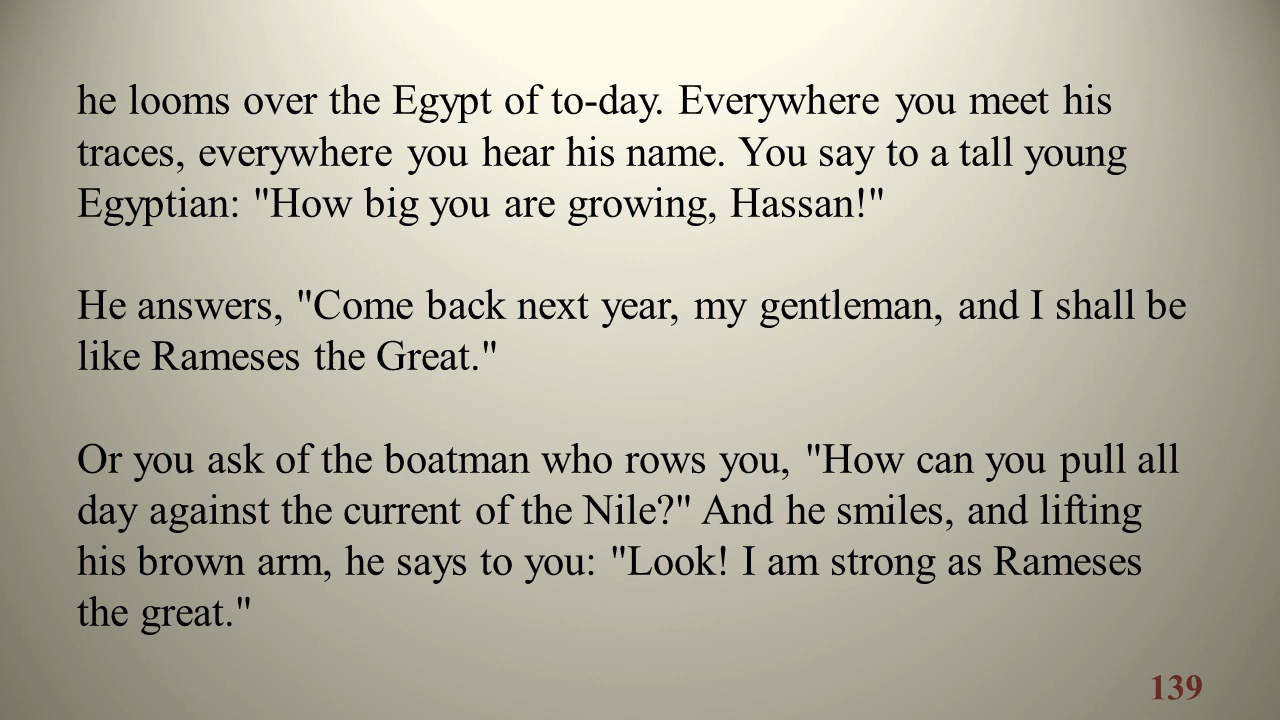 he looms over the Egypt of to-day. Everywhere you meet his
traces, everywhere you hear his name. You say to a tall young
Egyptian: "How big you are growing, Hassan!"
He answers, "Come back next year, my gentleman, and I shall be
like Rameses the Great."
Or you ask of the boatman who rows you, "How can you pull all
day against the current of the Nile?" And he smiles, and lifting
his brown arm, he says to you: "Look! I am strong as Rameses
the great."
139